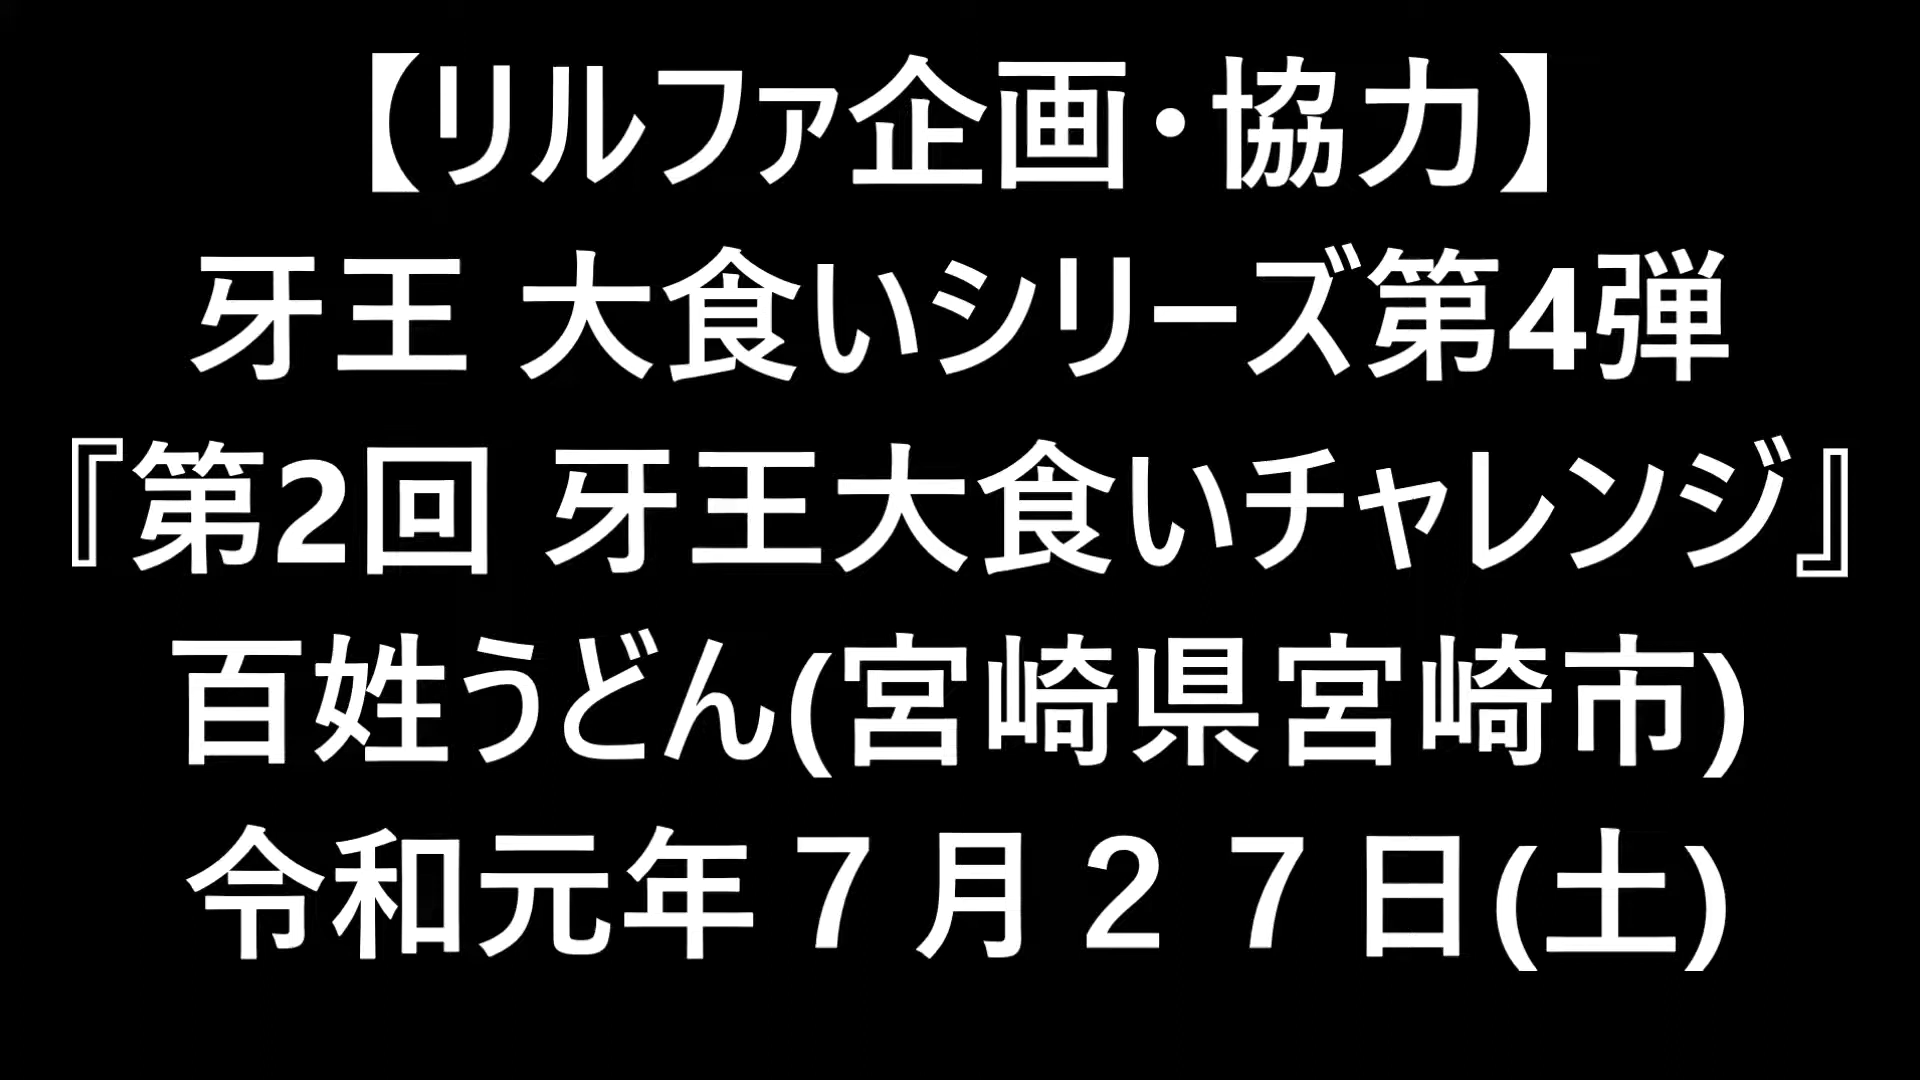 【リルファ企画・協力】
牙王 大食いシリーズ第4弾
『第2回 牙王大食いチャレンジ』
百姓うどん(宮崎県宮崎市)
令和元年７月２７日(土)